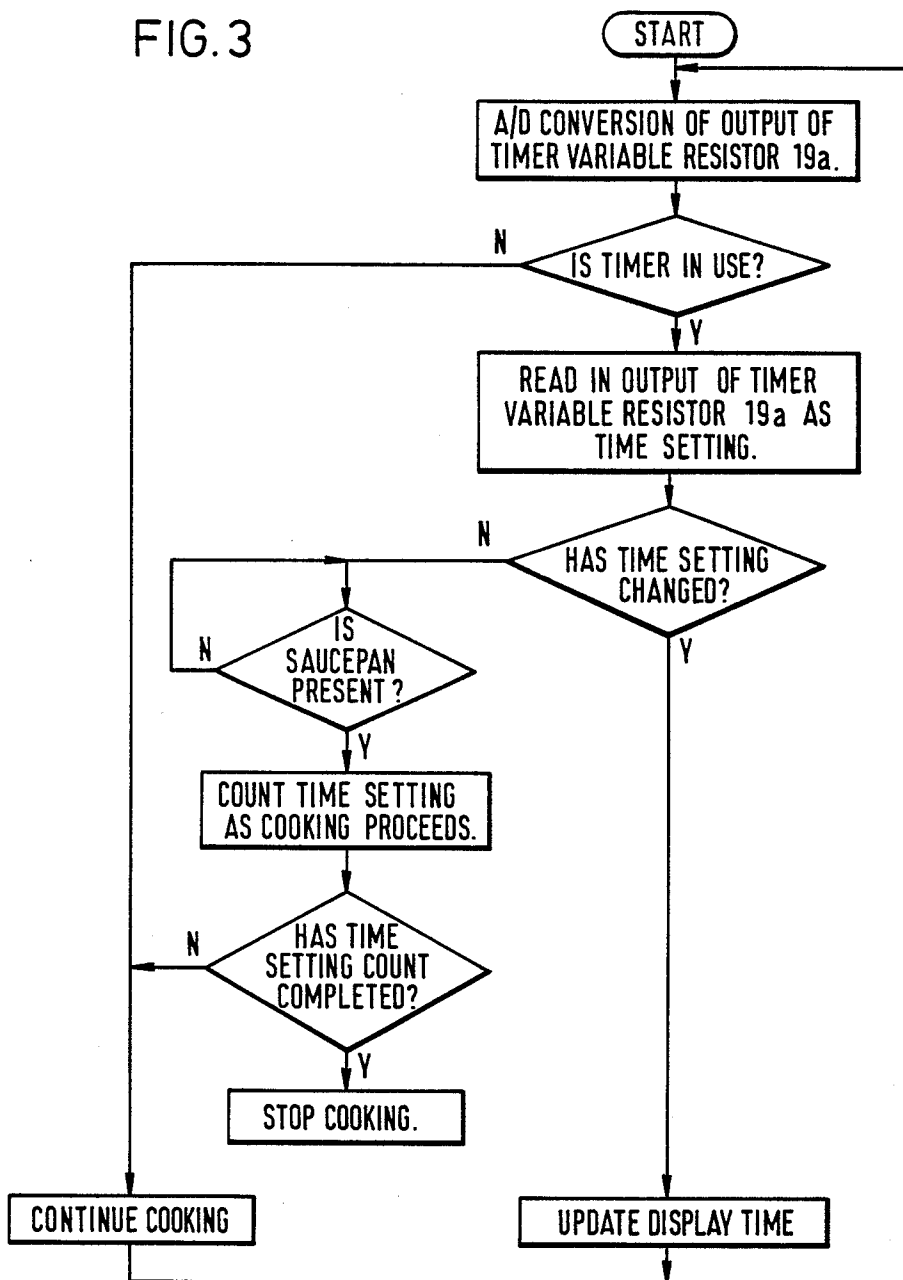 FIG. 3
START
A/D CONVERSION OF OUTPUT OF
TIMER VARIABLE RESISTOR 19a.
N
IS TIMER IN USE?
Y
READ IN OUTPUT OF TIMER
VARIABLE RESISTOR 19a AS
TIME SETTING.
N
HAS TIME SETTING
CHANGED?
Y
IS
SAUCEPAN
PRESENT ?
N
Y
COUNT TIME SETTING
AS COOKING PROCEEDS.
N
HAS TIME
SETTING COUNT
COMPLETED?
Y
STOP COOKING.
CONTINUE COOKING
UPDATE DISPLAY TIME